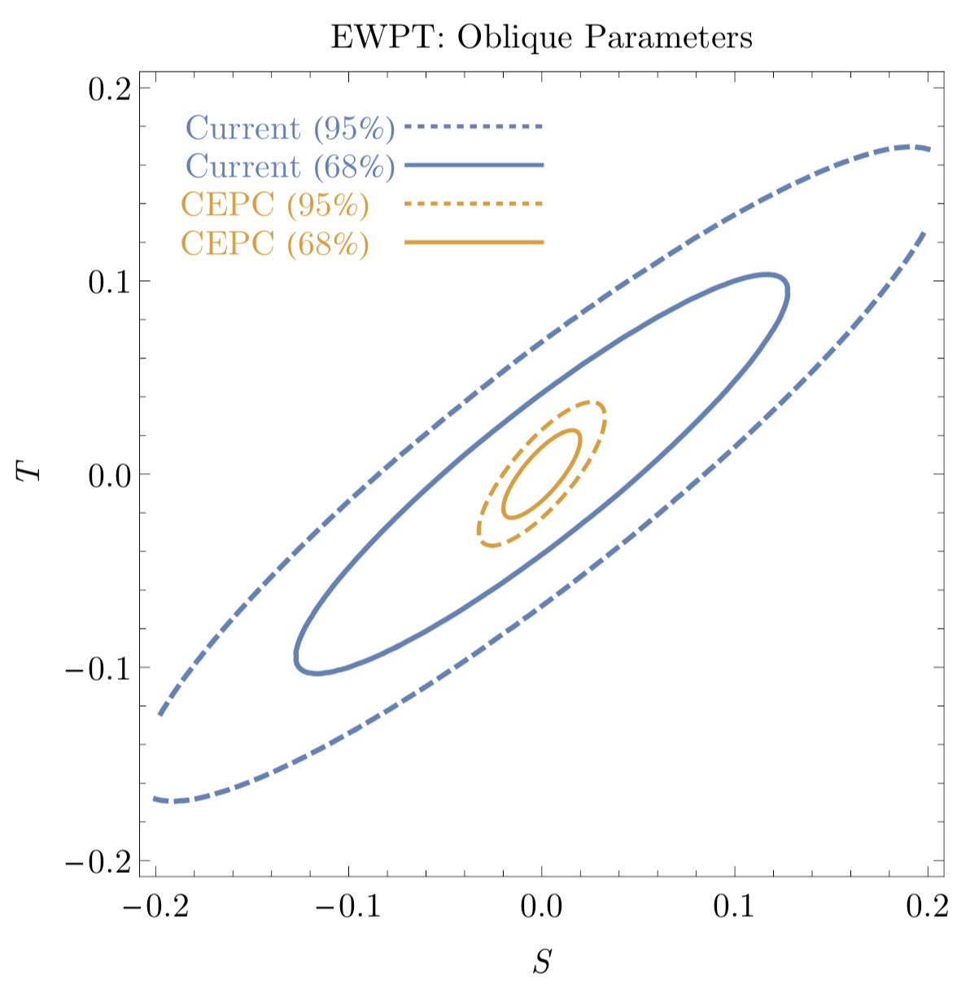 EWPT: Oblique Parameters
Current (95%)
Current (68%)
CEPC (95%)
CEPC (68%)
0.2
0.1
0.0
−0.1
−0.2
T
−0.2 −0.1 0.0 0.1 0.2
S